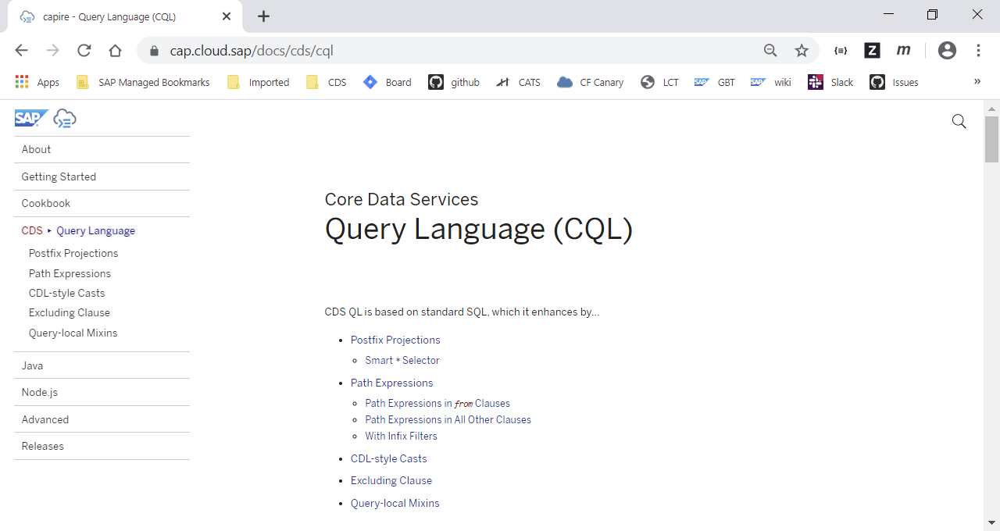 capire - Query Language (CQL)
cap.cloud.sap/docs/cds/cql
{≡} Z m
Apps SAP Managed Bookmarks Imported CDS Board github CATS CF Canary LCT SAP GBT SAP wiki Slack Issues »
SAP
About
Getting Started
Cookbook
CDS ▸ Query Language
Postfix Projections
Path Expressions
CDL-style Casts
Excluding Clause
Query-local Mixins
Java
Node.js
Advanced
Releases
Core Data Services
Query Language (CQL)
CDS QL is based on standard SQL, which it enhances by…
Postfix Projections
Smart * Selector
Path Expressions
Path Expressions in from Clauses
Path Expressions in All Other Clauses
With Infix Filters
CDL-style Casts
Excluding Clause
Query-local Mixins